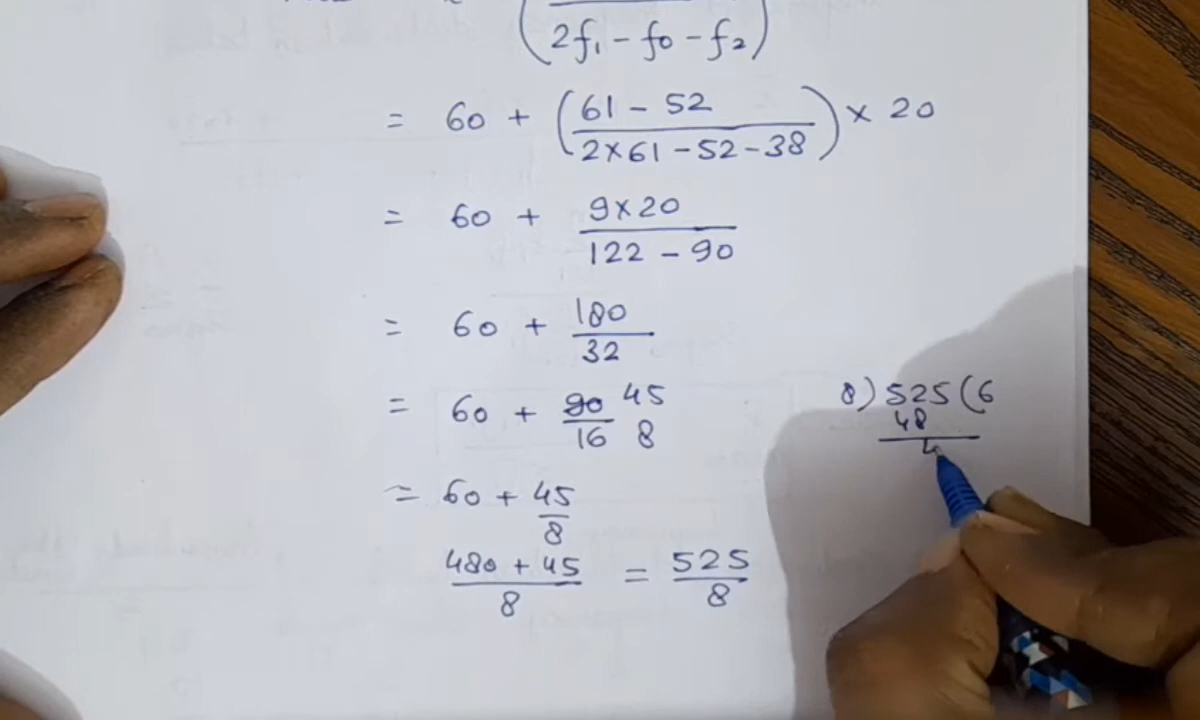 2f₁ - f₀ - f₂
= 60 + (61 - 52 / 2×61 - 52 - 38) × 20
= 60 + 9×20 / 122 - 90
= 60 + 180 / 32
= 60 + 90 / 16 45 / 8
8) 525 (6
48
4
= 60 + 45 / 8
480 + 45 / 8 = 525 / 8